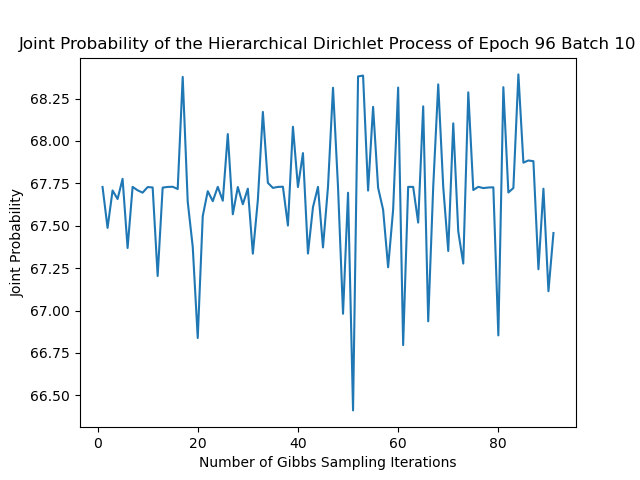 Joint Probability of the Hierarchical Dirichlet Process of Epoch 96 Batch 10
68.25
68.00
67.75
67.50
67.25
67.00
66.75
66.50
Joint Probability
0 20 40 60 80
Number of Gibbs Sampling Iterations